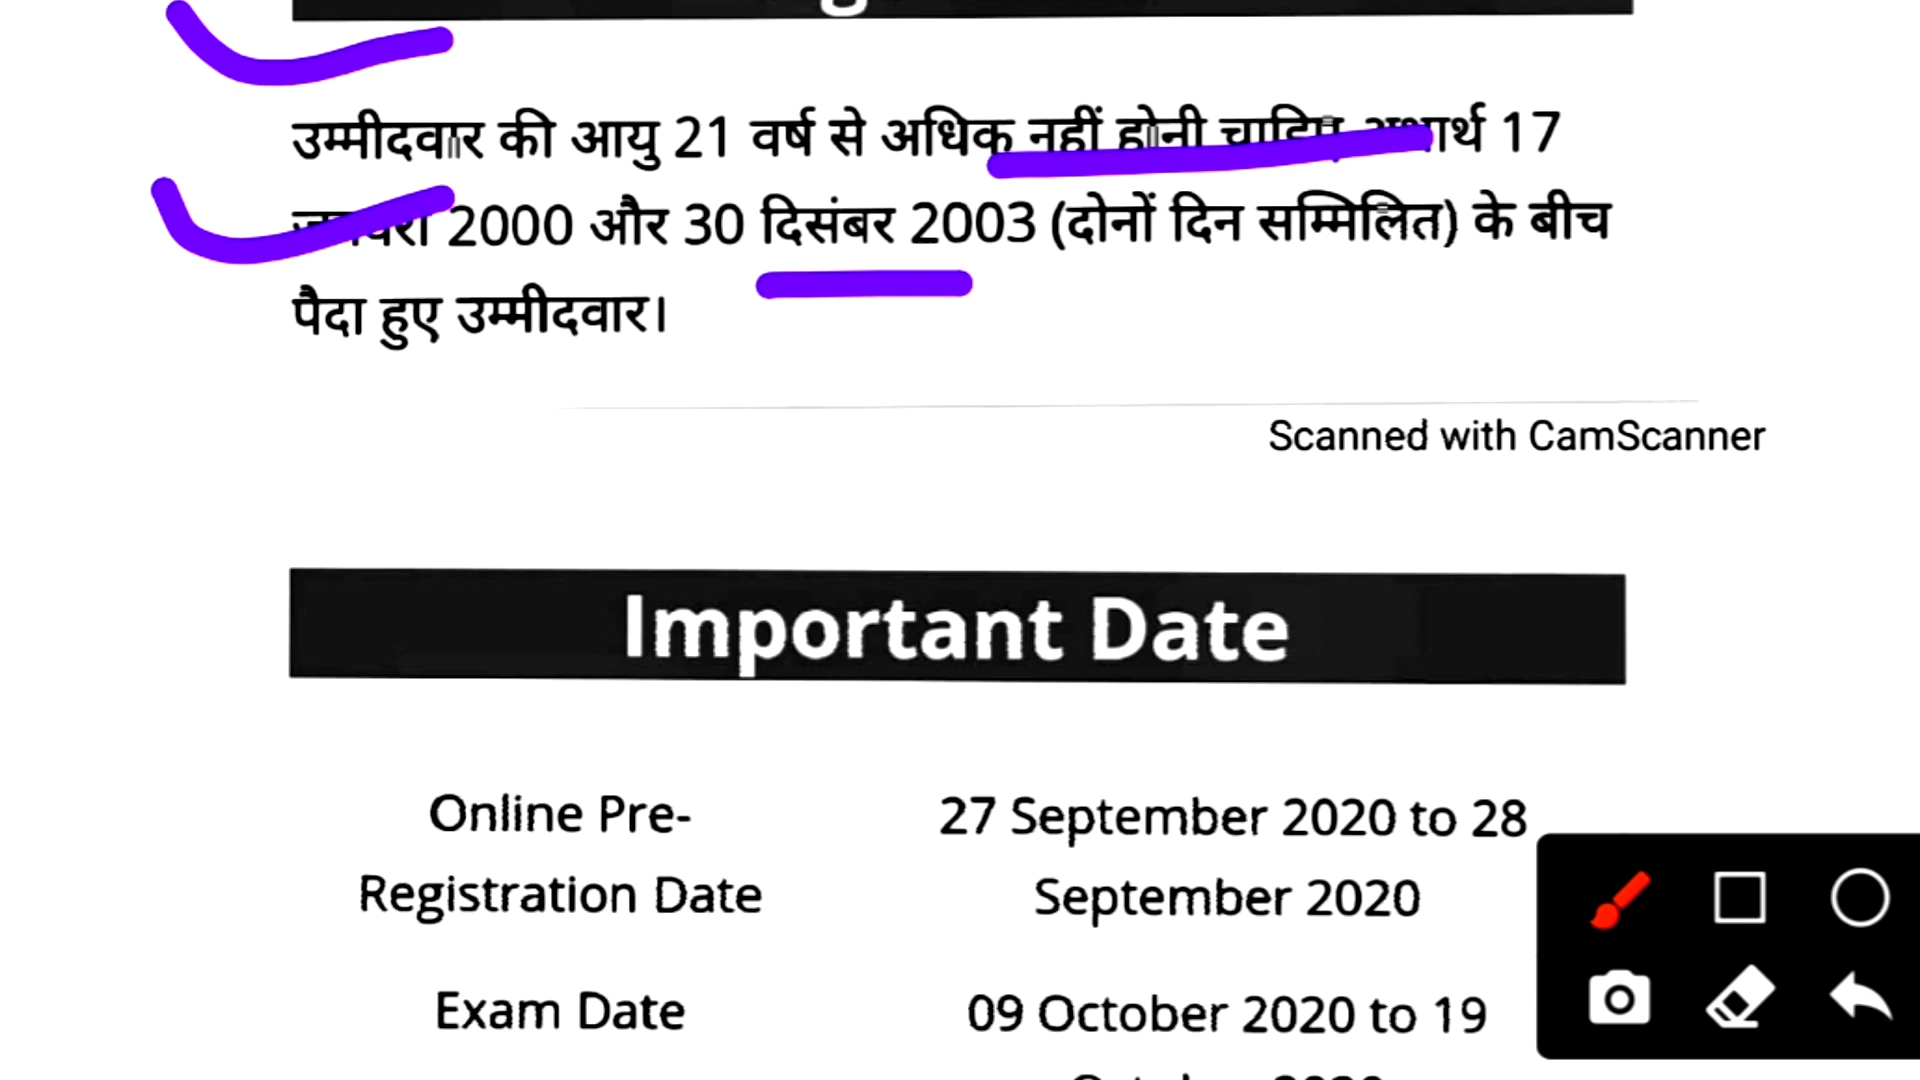 उम्मीदवार की आयु 21 वर्ष से अधिक नहीं होनी चाहिए अथार्थ 17
जनवरी 2000 और 30 दिसंबर 2003 (दोनों दिन सम्मिलित) के बीच
पैदा हुए उम्मीदवार।
Scanned with CamScanner
Important Date
Online Pre-
Registration Date
27 September 2020 to 28
September 2020
Exam Date
09 October 2020 to 19